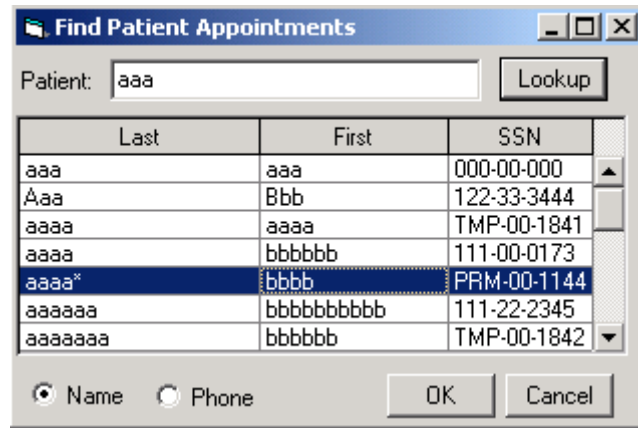 Find Patient Appointments
Patient: aaa Lookup
Last First SSN
aaa aaa 000-00-000
Aaa Bbb 122-33-3444
aaaa aaaa TMP-00-1841
aaaa bbbbbb 111-00-0173
aaaa* bbbb PRM-00-1144
aaaaaa bbbbbbbbbb 111-22-2345
aaaaaaa bbbbbb TMP-00-1842
Name Phone OK Cancel